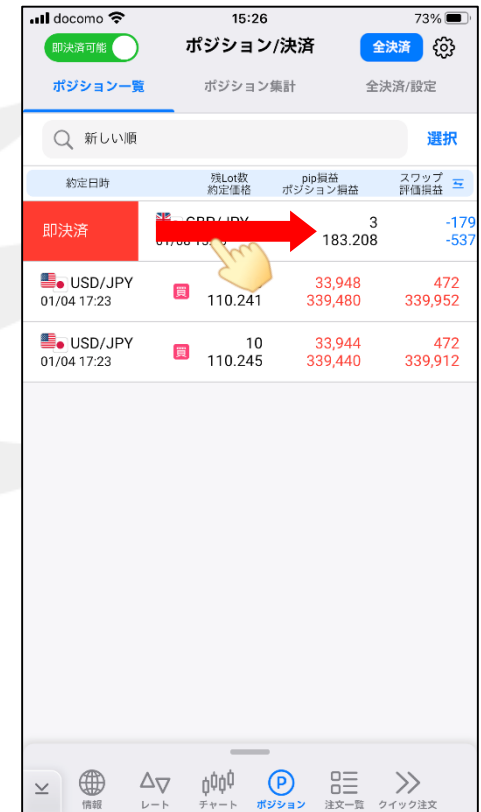 docomo 15:26 73%
即決済可能 ポジション/決済 全決済
ポジション一覧 ポジション集計 全決済/設定
新しい順 選択
約定日時 残Lot数 pip損益 スワップ
約定価格 ポジション損益 評価損益
即決済 3 -179
183.208 -537
USD/JPY 33,948 472
01/04 17:23 買 110.241 339,480 339,952
USD/JPY 10 33,944 472
01/04 17:23 買 110.245 339,440 339,912
情報 レート チャート ポジション 注文一覧 クイック注文
P